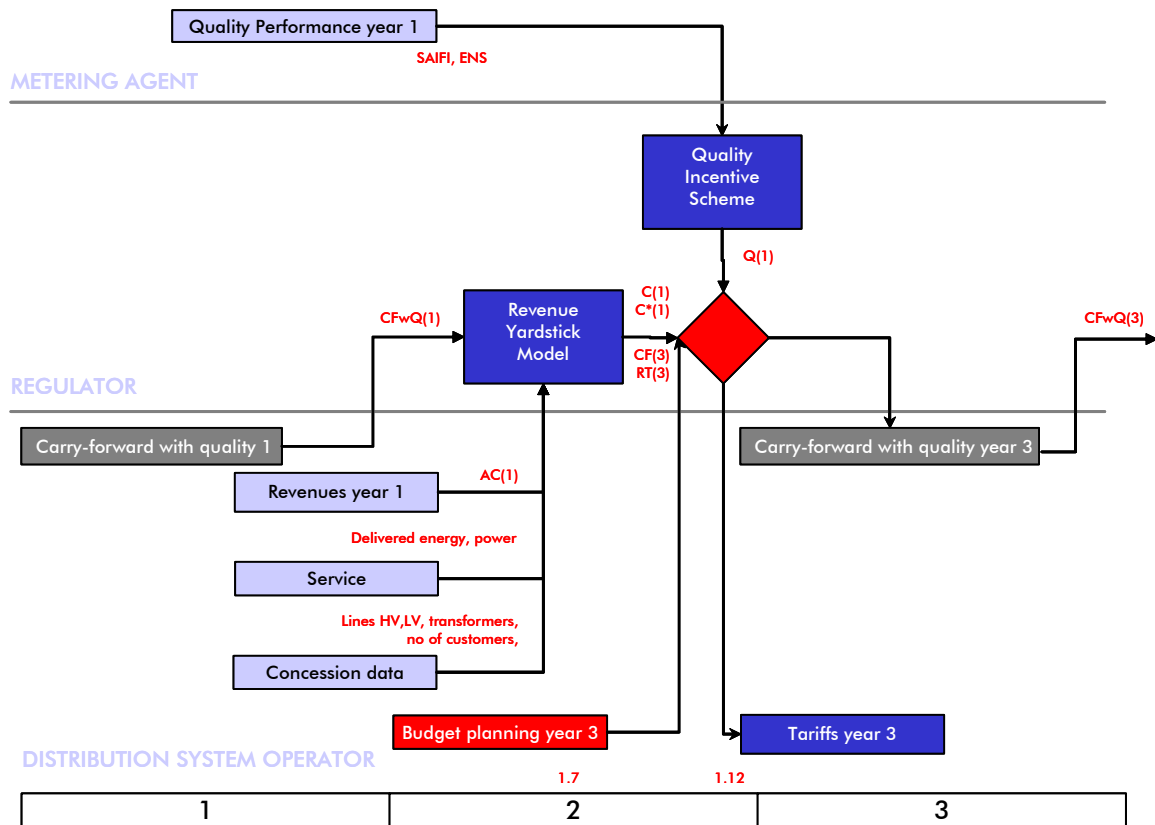 Quality Performance year 1
SAIFI, ENS
METERING AGENT
Quality
Incentive
Scheme
Q(1)
C(1)
C*(1)
CFwQ(1)
Revenue
Yardstick
Model
CF(3)
RT(3)
CFwQ(3)
REGULATOR
Carry-forward with quality 1
Carry-forward with quality year 3
AC(1)
Revenues year 1
Delivered energy, power
Service
Lines HV,LV, transformers,
no of customers,
Concession data
Budget planning year 3
Tariffs year 3
DISTRIBUTION SYSTEM OPERATOR
1.7
1.12
1
2
3